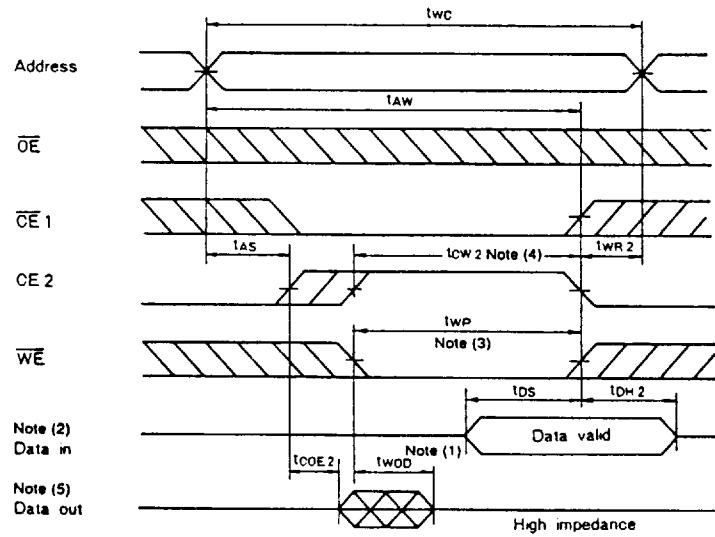 tWC
Address
tAW
OE
CE 1
tAS
tCW 2 Note (4)
tWR 2
CE 2
tWP
Note (3)
WE
tDS
tDH 2
Note (2)
Data in
Note (1)
Data valid
tCOE 2
tWOD
Note (5)
Data out
High impedance